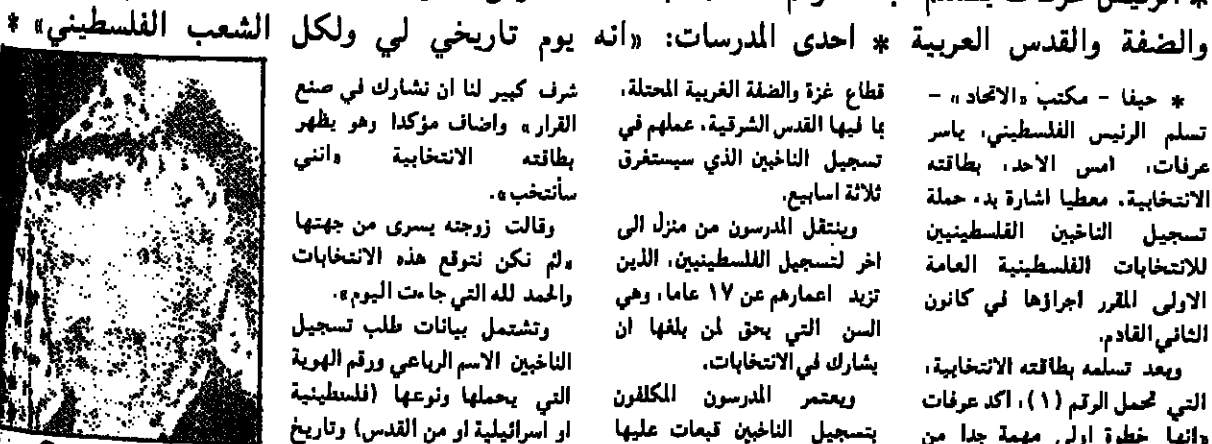 * الرئيس عرفات
والضفة والقدس العربية * احدى المدرسات: «انه يوم تاريخي لي ولكل الشعب الفلسطيني» *
* حيفا - مكتب «الاتحاد» -
تسلم الرئيس الفلسطيني، ياسر
عرفات، امس الاحد، بطاقته
الانتخابية، معطيا اشارة بدء حملة
تسجيل الناخبين الفلسطينيين
للانتخابات الفلسطينية العامة
الاولى المقرر اجراؤها في كانون
الثاني القادم.
وبعد تسلمه بطاقته الانتخابية،
التي تحمل الرقم (١)، اكد عرفات
«انها خطوة اولى مهمة جدا من
قطاع غزة والضفة الغربية المحتلة،
بما فيها القدس الشرقية، عملهم في
تسجيل الناخبين الذي سيستغرق
ثلاثة اسابيع.
وينتقل المدرسون من منزل الى
اخر لتسجيل الفلسطينيين، الذين
تزيد اعمارهم عن ١٧ عاما، وهي
السن التي يحق لمن بلغها ان
يشارك في الانتخابات.
ويعتمر المدرسون المكلفون
بتسجيل الناخبين قبعات عليها
شرف كبير لنا ان نشارك في صنع
القرار» واضاف مؤكدا وهو يظهر
بطاقته الانتخابية «انني
سأنتخب».
وقالت زوجته يسرى من جهتها
«لم نكن نتوقع هذه الانتخابات
والحمد لله التي جاءت اليوم».
وتشتمل بيانات طلب تسجيل
الناخبين الاسم الرباعي ورقم الهوية
التي يحملها ونوعها (فلسطينية
او اسرائيلية او من القدس) وتاريخ